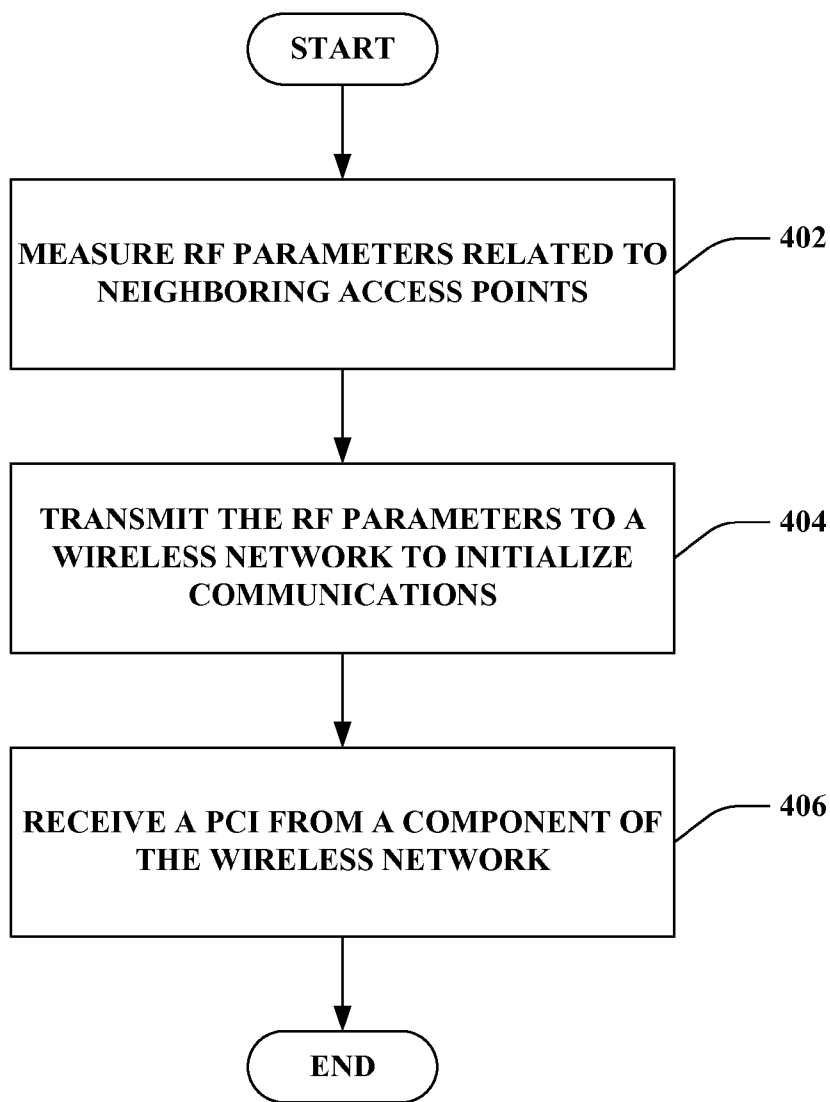 START
MEASURE RF PARAMETERS RELATED TO
NEIGHBORING ACCESS POINTS
402
TRANSMIT THE RF PARAMETERS TO A
WIRELESS NETWORK TO INITIALIZE
COMMUNICATIONS
404
RECEIVE A PCI FROM A COMPONENT OF
THE WIRELESS NETWORK
406
END